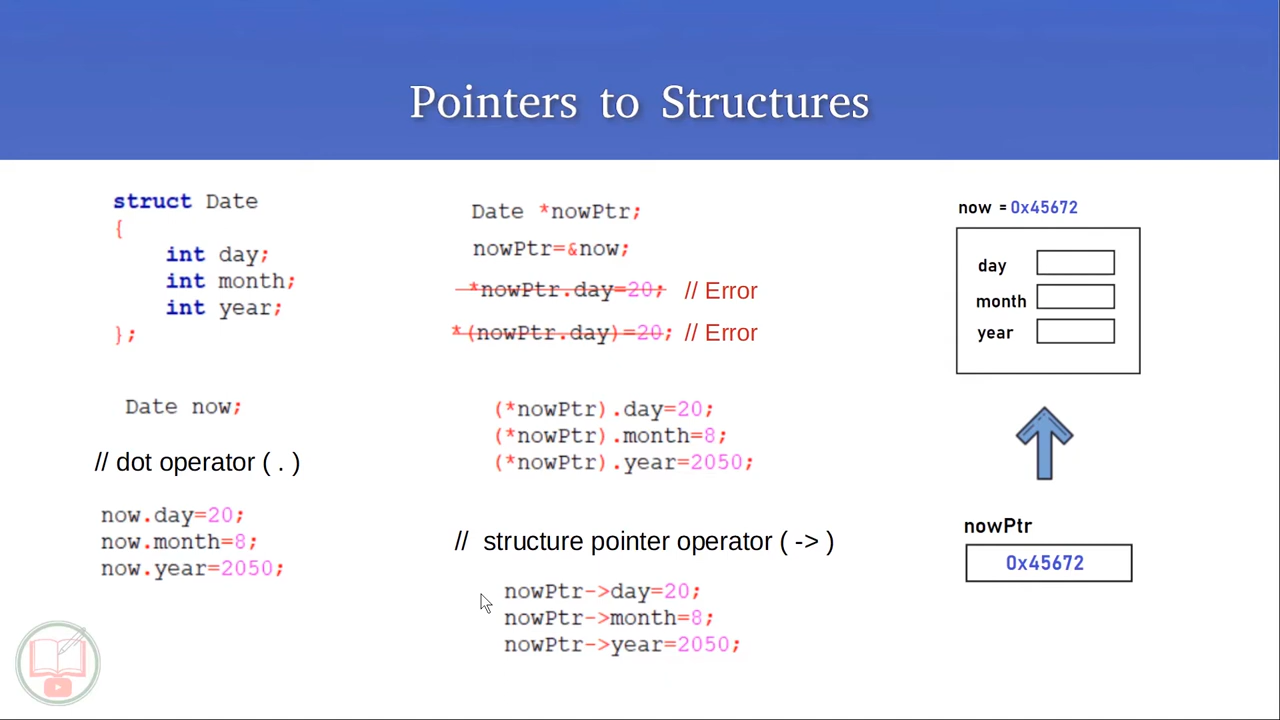 Pointers to Structures
struct Date
{
int day;
int month;
int year;
};
Date now;
// dot operator ( . )
now.day=20;
now.month=8;
now.year=2050;
Date *nowPtr;
nowPtr=&now;
*nowPtr.day=20; // Error
*(nowPtr.day)=20; // Error
(*nowPtr).day=20;
(*nowPtr).month=8;
(*nowPtr).year=2050;
// structure pointer operator ( -> )
nowPtr->day=20;
nowPtr->month=8;
nowPtr->year=2050;
now = 0x45672
day
month
year
nowPtr
0x45672